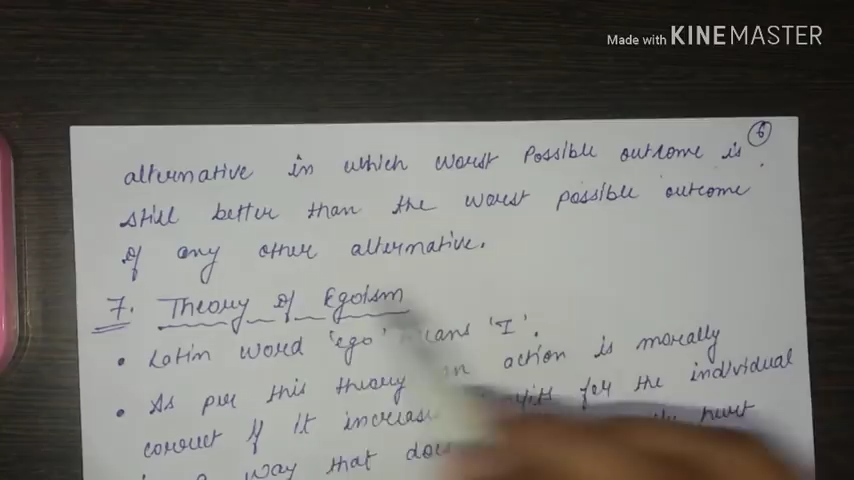 Made with KINEMASTER
6
alternative in which worst possible outcome is
still better than the worst possible outcome
of any other alternative.
7. Theory of Egoism
• Latin word 'ego' means 'I'.
• As per this theory an action is morally
correct if it increases for the individual
way that does hurt